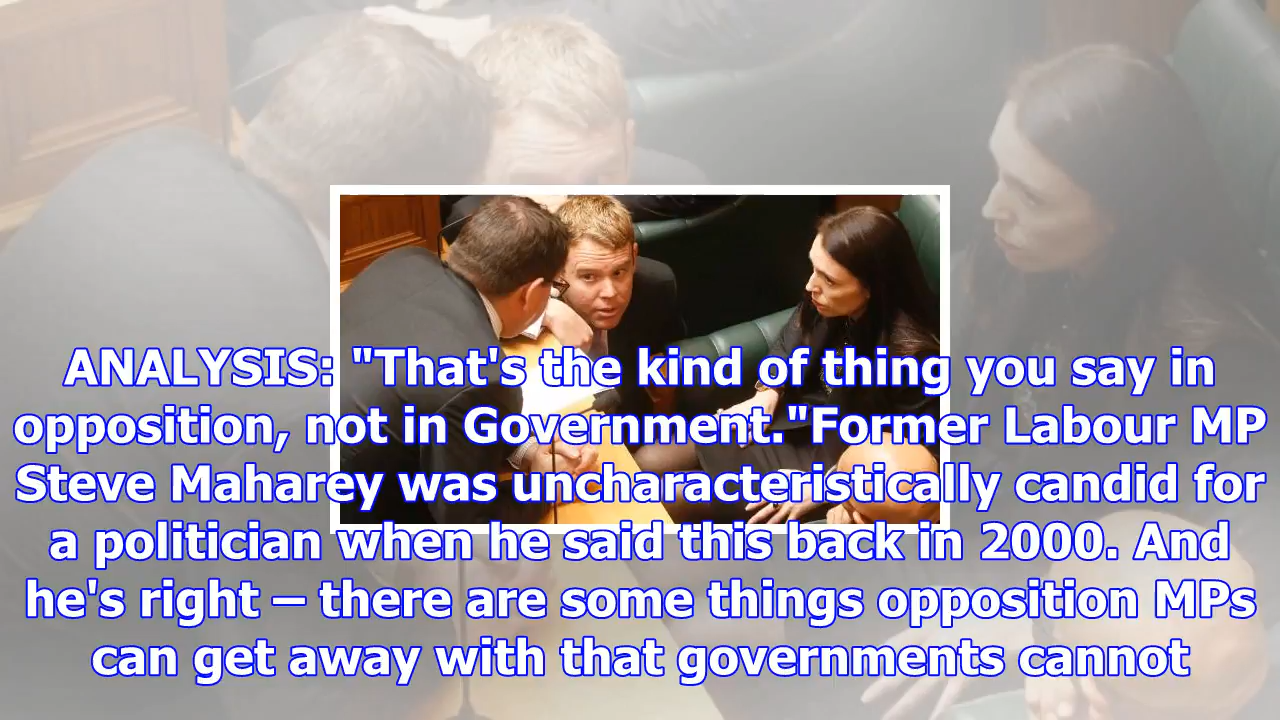 ANALYSIS: "That's the kind of thing you say in
opposition, not in Government."Former Labour MP
Steve Maharey was uncharacteristically candid for
a politician when he said this back in 2000. And
he's right – there are some things opposition MPs
can get away with that governments cannot